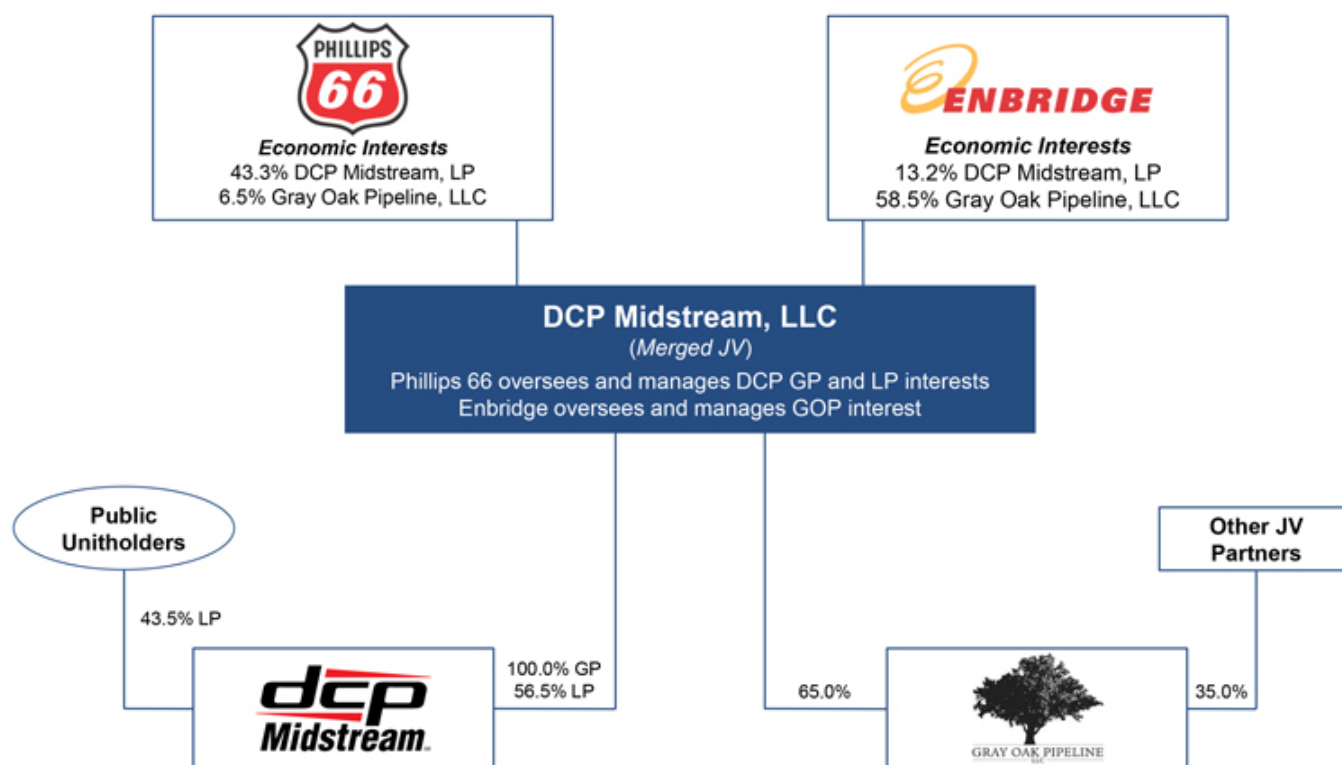 PHILLIPS
66
Economic Interests
43.3% DCP Midstream, LP
6.5% Gray Oak Pipeline, LLC
ENBRIDGE
Economic Interests
13.2% DCP Midstream, LP
58.5% Gray Oak Pipeline, LLC
DCP Midstream, LLC
(Merged JV)
Phillips 66 oversees and manages DCP GP and LP interests
Enbridge oversees and manages GOP interest
Public
Unitholders
Other JV
Partners
43.5% LP
dcp
Midstream
100.0% GP
56.5% LP
65.0%
GRAY OAK PIPELINE
LLC
35.0%